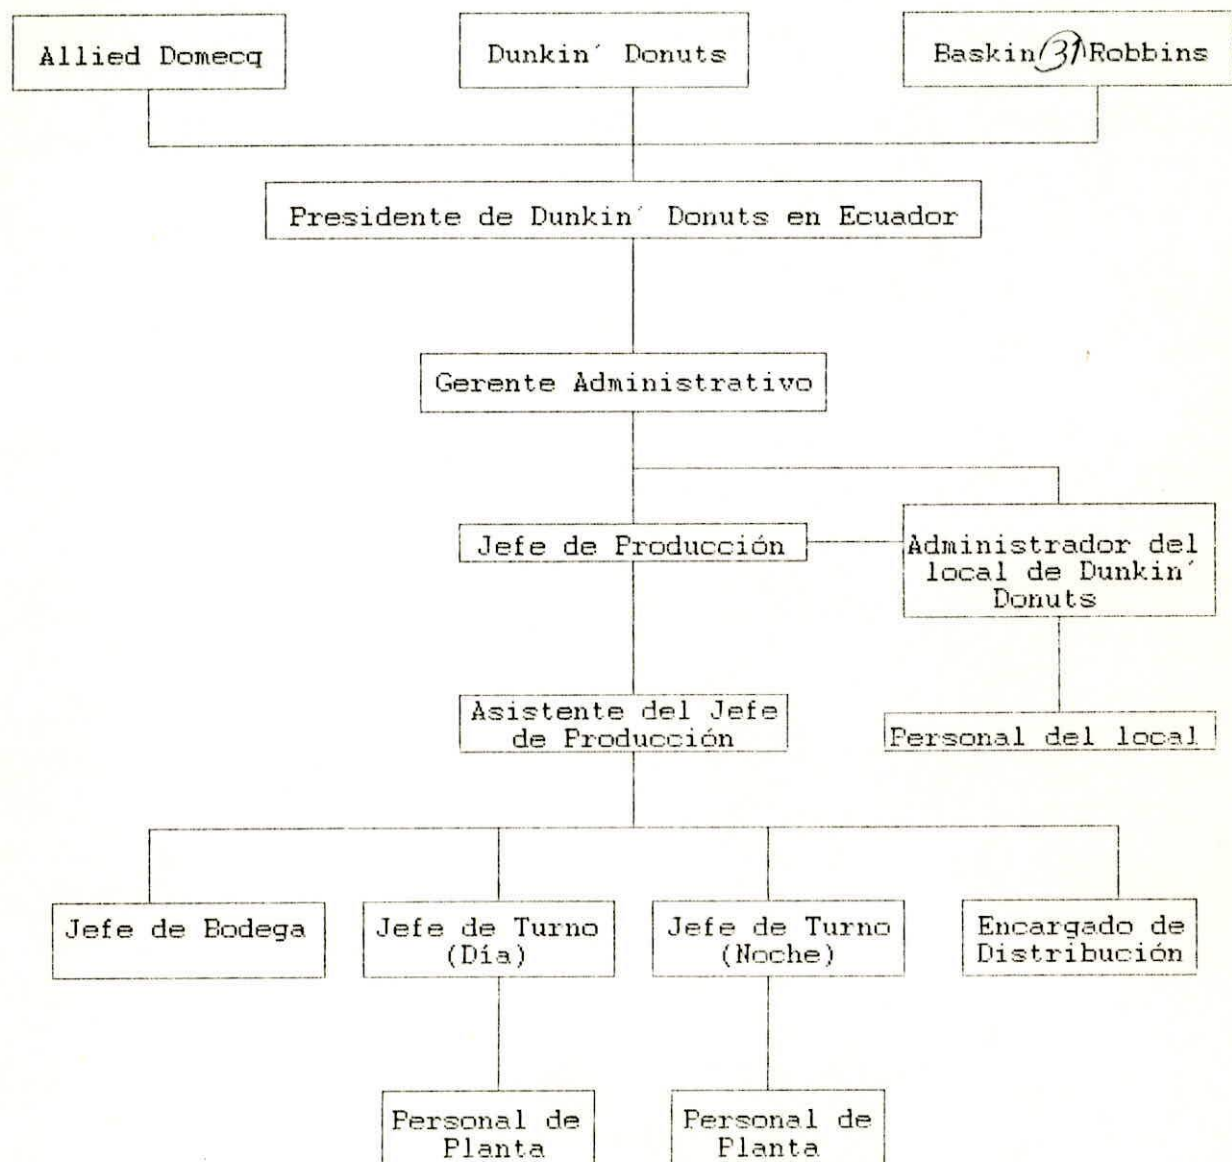 Allied Domecq
Dunkin´ Donuts
Baskin 31 Robbins
Presidente de Dunkin´ Donuts en Ecuador
Gerente Administrativo
Jefe de Producción
Administrador del
local de Dunkin´
Donuts
Asistente del Jefe
de Producción
Personal del local
Jefe de Bodega
Jefe de Turno
(Día)
Jefe de Turno
(Noche)
Encargado de
Distribución
Personal de
Planta
Personal de
Planta